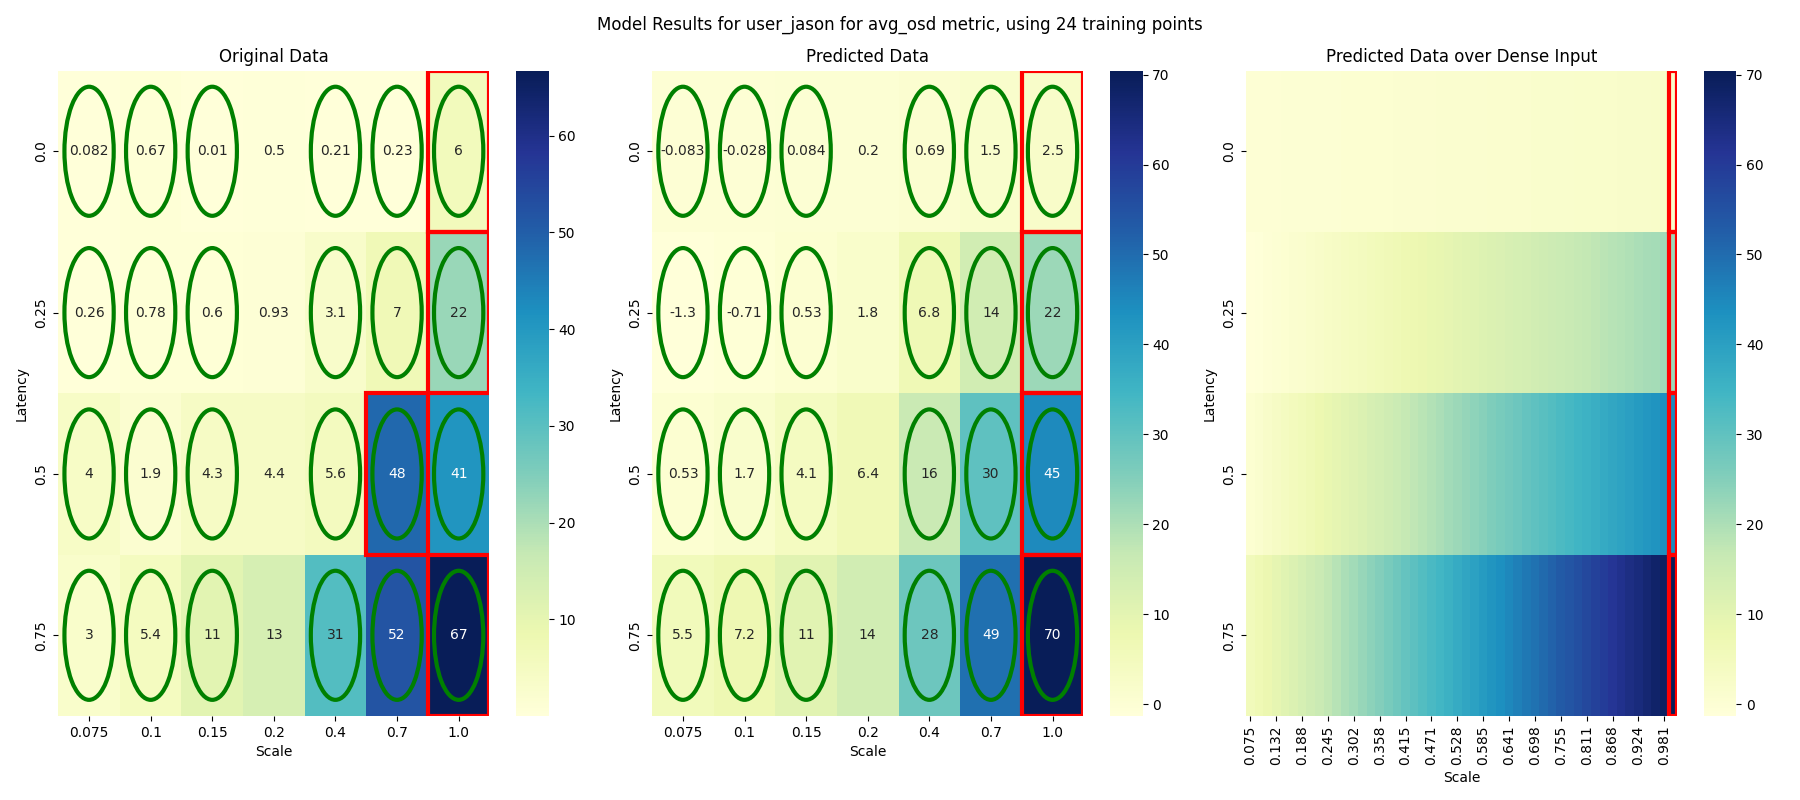 Model Results for user_jason for avg_osd metric, using 24 training points
Original Data
0.0 0.082 0.67 0.01 0.5 0.21 0.23 6
0.25 0.26 0.78 0.6 0.93 3.1 7 22
0.5 4 1.9 4.3 4.4 5.6 48 41
0.75 3 5.4 11 13 31 52 67
0.075 0.1 0.15 0.2 0.4 0.7 1.0
Scale
Latency
60
50
40
30
20
10
Predicted Data
0.0 -0.083 -0.028 0.084 0.2 0.69 1.5 2.5
0.25 -1.3 -0.71 0.53 1.8 6.8 14 22
0.5 0.53 1.7 4.1 6.4 16 30 45
0.75 5.5 7.2 11 14 28 49 70
0.075 0.1 0.15 0.2 0.4 0.7 1.0
Scale
Latency
70
60
50
40
30
20
10
0
Predicted Data over Dense Input
0.0
0.25
0.5
0.75
0.075 0.132 0.188 0.245 0.302 0.358 0.415 0.471 0.528 0.585 0.641 0.698 0.755 0.811 0.868 0.924 0.981
Scale
Latency
70
60
50
40
30
20
10
0